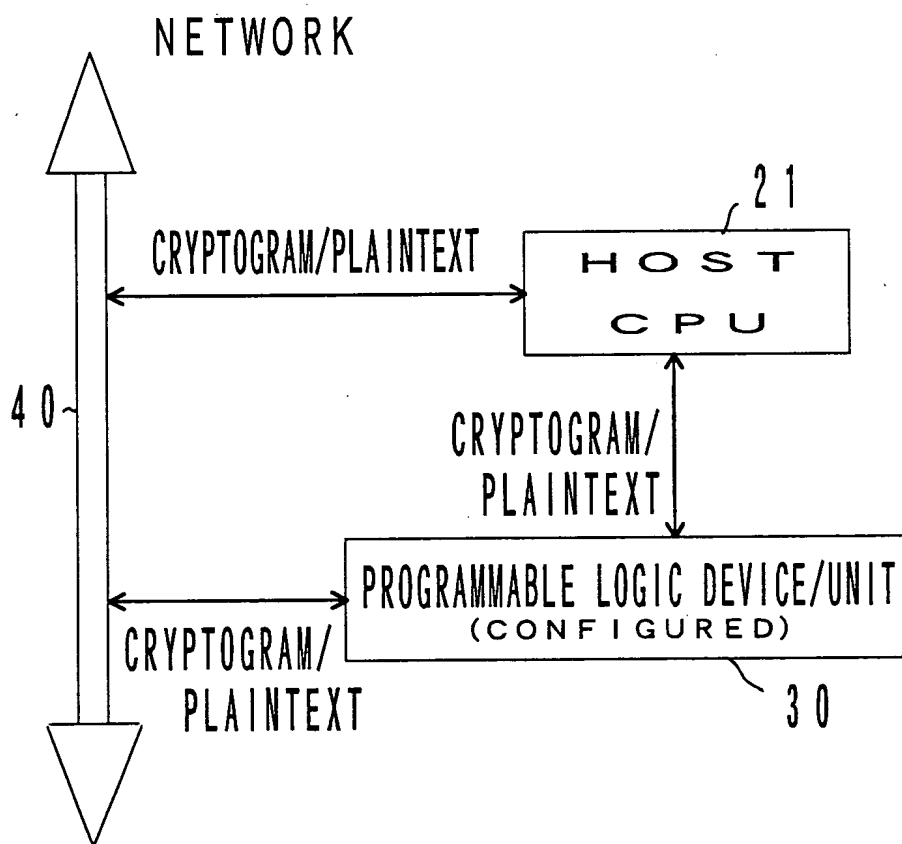 NETWORK
21
CRYPTOGRAM/PLAINTEXT
HOST
CPU
40
CRYPTOGRAM/
PLAINTEXT
PROGRAMMABLE LOGIC DEVICE/UNIT
(CONFIGURED)
CRYPTOGRAM/
PLAINTEXT
30